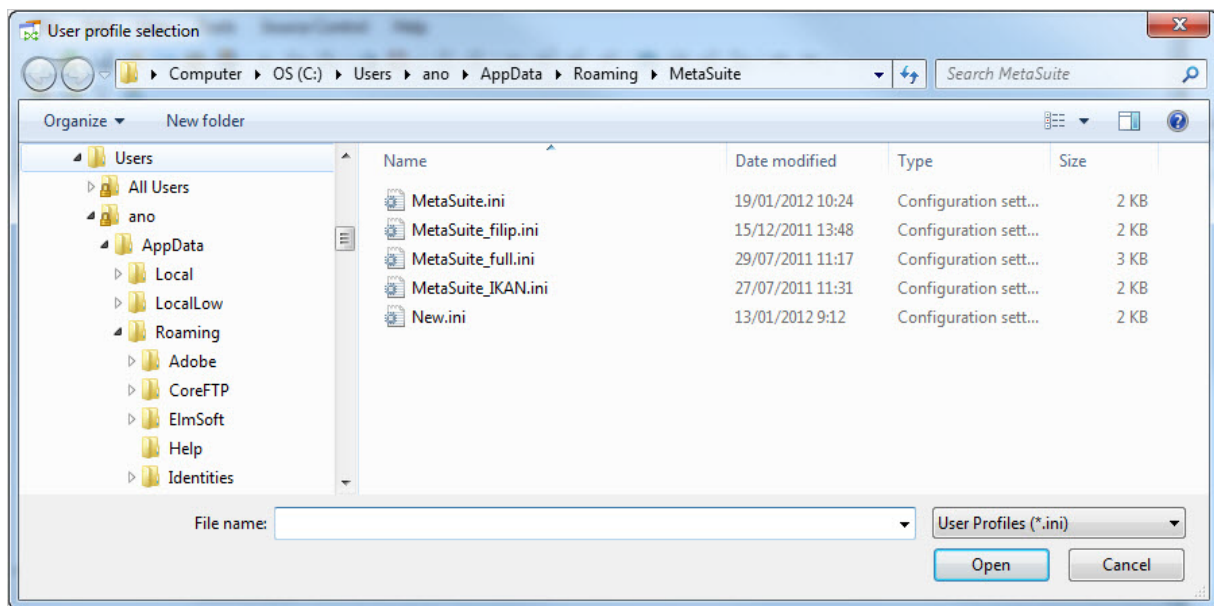 User profile selection
Computer OS (C:) Users ano AppData Roaming MetaSuite Search MetaSuite
Organize New folder
Users
All Users
ano
AppData
Local
LocalLow
Roaming
Adobe
CoreFTP
ElmSoft
Help
Identities
Name Date modified Type Size
MetaSuite.ini 19/01/2012 10:24 Configuration sett... 2 KB
MetaSuite_filip.ini 15/12/2011 13:48 Configuration sett... 2 KB
MetaSuite_full.ini 29/07/2011 11:17 Configuration sett... 3 KB
MetaSuite_IKAN.ini 27/07/2011 11:31 Configuration sett... 2 KB
New.ini 13/01/2012 9:12 Configuration sett... 2 KB
File name: User Profiles (*.ini)
Open Cancel